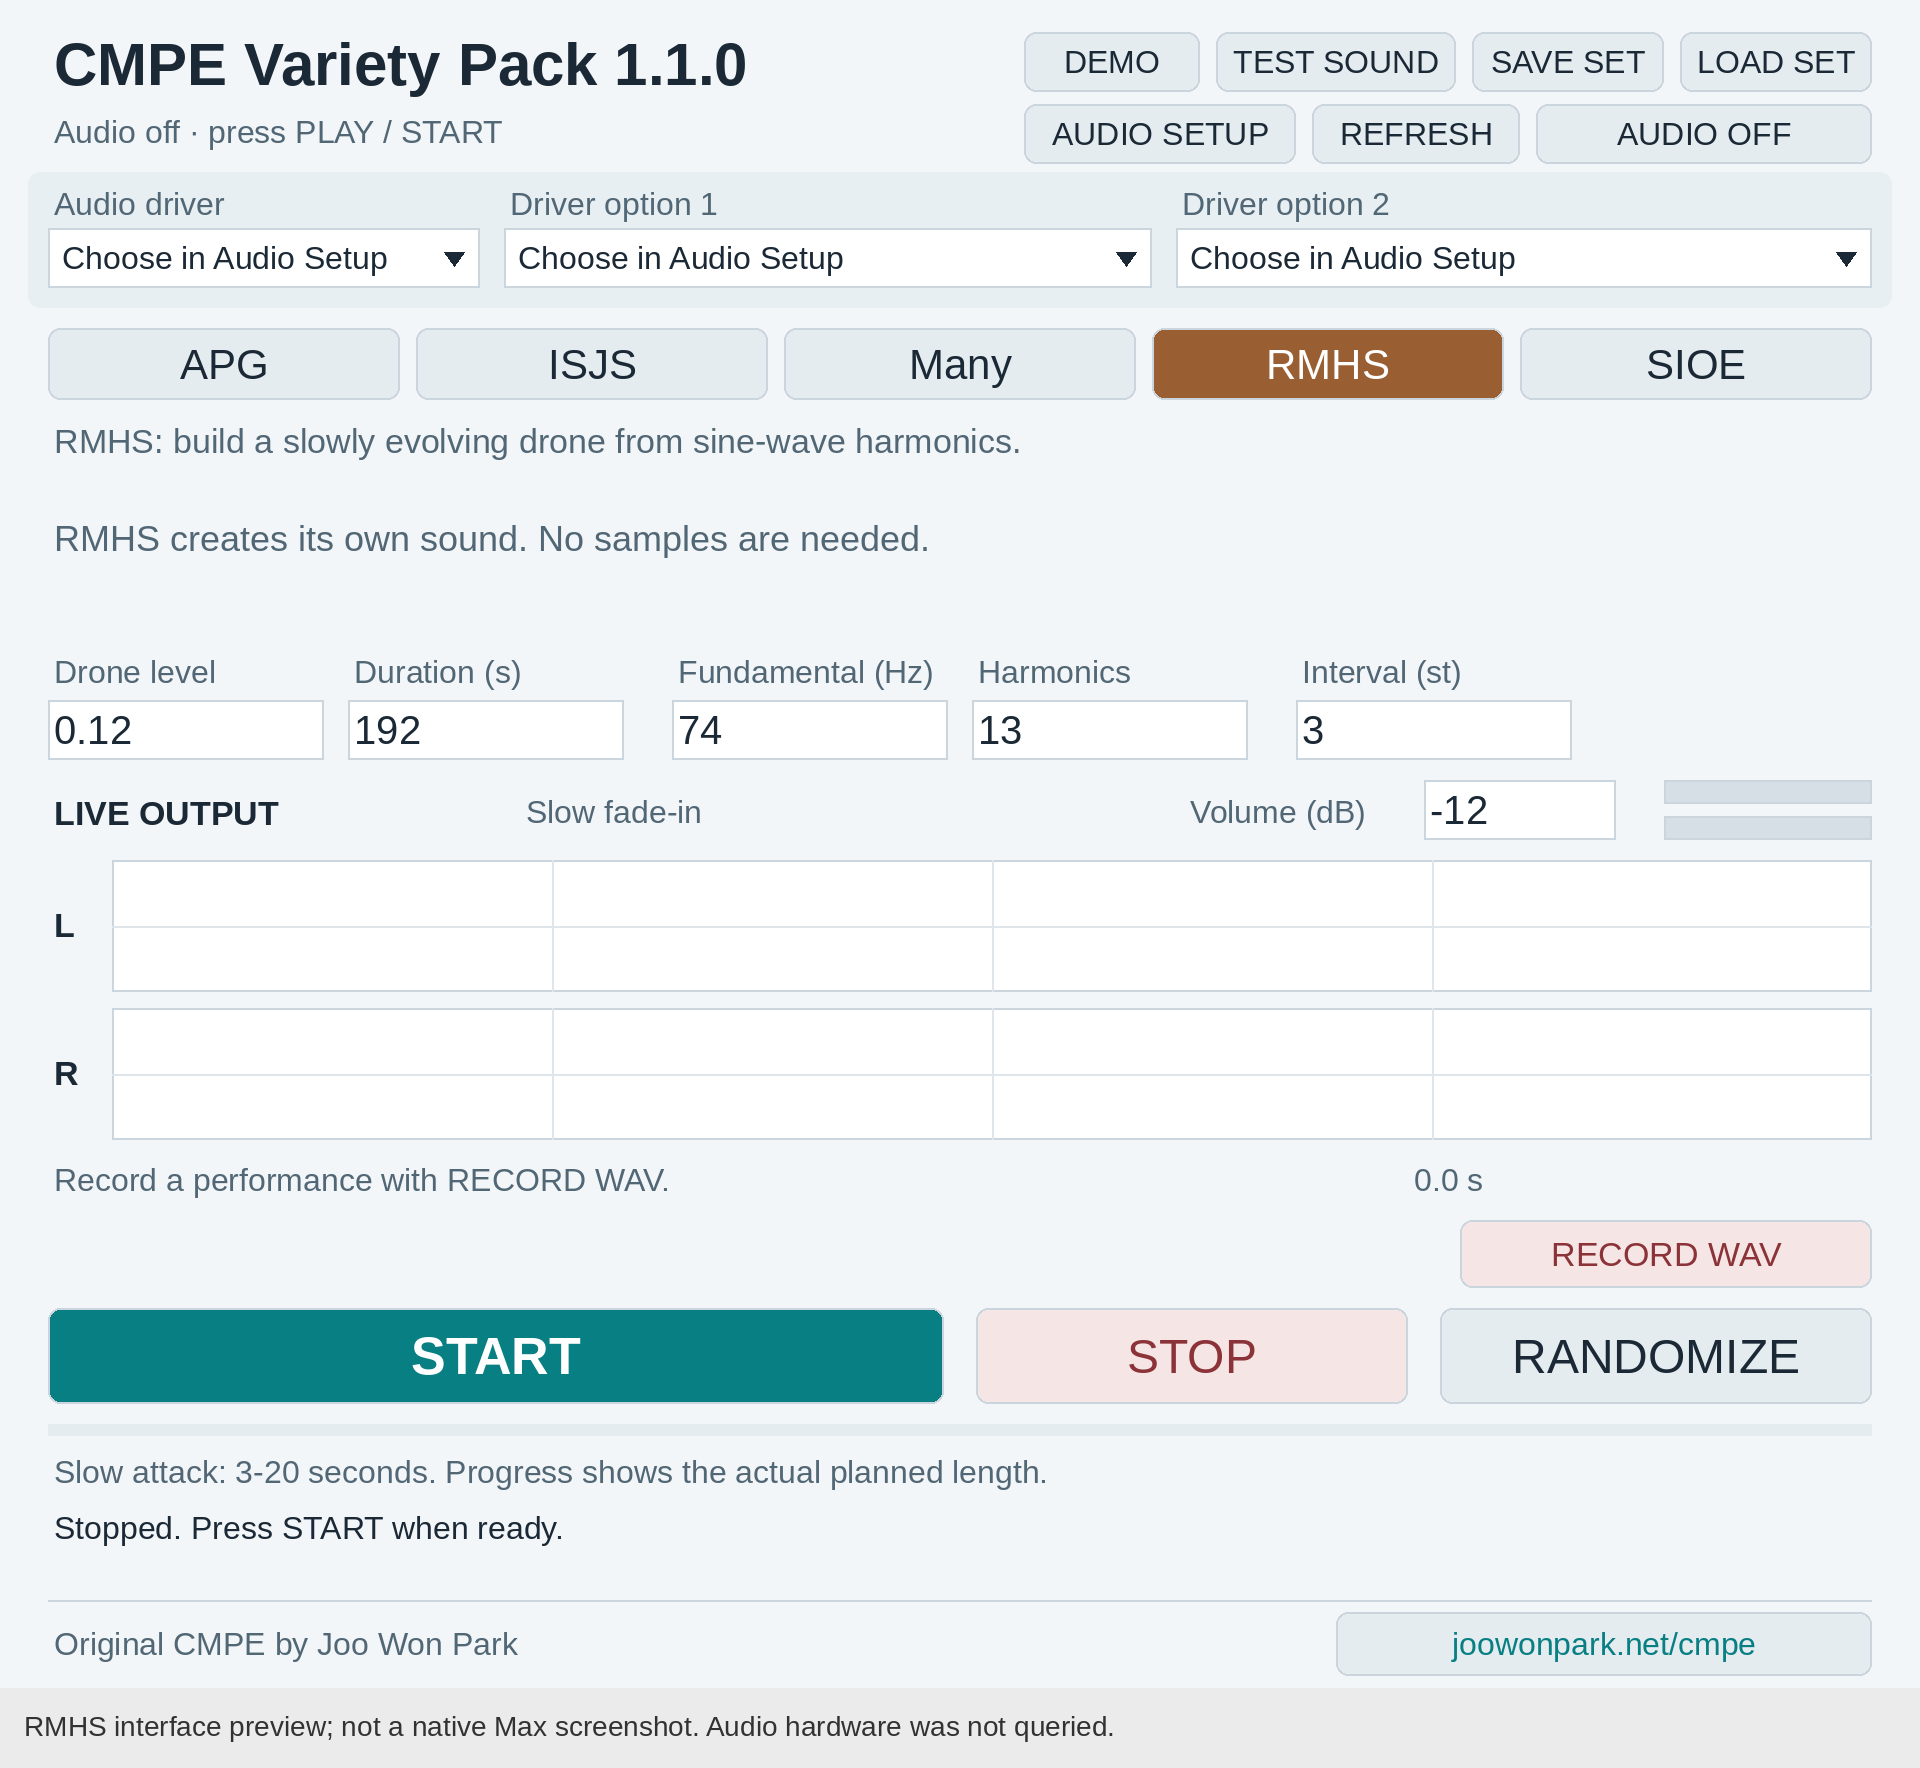 CMPE Variety Pack 1.1.0
DEMO
TEST SOUND
SAVE SET
LOAD SET
Audio off · press PLAY / START
AUDIO SETUP
REFRESH
AUDIO OFF
Audio driver
Driver option 1
Driver option 2
Choose in Audio Setup
Choose in Audio Setup
Choose in Audio Setup
APG
ISJS
Many
RMHS
SIOE
RMHS: build a slowly evolving drone from sine-wave harmonics.
RMHS creates its own sound. No samples are needed.
Drone level
Duration (s)
Fundamental (Hz)
Harmonics
Interval (st)
0.12
192
74
13
3
LIVE OUTPUT
Slow fade-in
Volume (dB)
-12
L
R
Record a performance with RECORD WAV.
0.0 s
RECORD WAV
START
STOP
RANDOMIZE
Slow attack: 3-20 seconds. Progress shows the actual planned length.
Stopped. Press START when ready.
Original CMPE by Joo Won Park
joowonpark.net/cmpe
RMHS interface preview; not a native Max screenshot. Audio hardware was not queried.